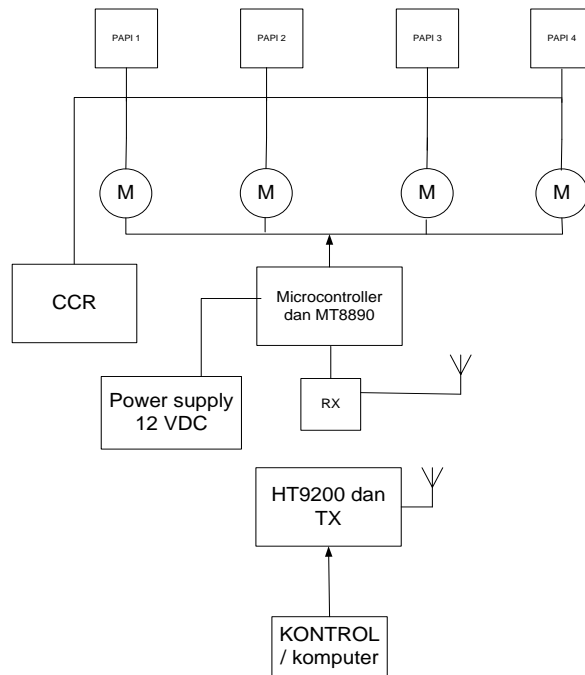 PAPI 1
PAPI 2
PAPI 3
PAPI 4
M
M
M
M
CCR
Microcontroller
dan MT8890
Power supply
12 VDC
RX
HT9200 dan
TX
KONTROL
/ komputer